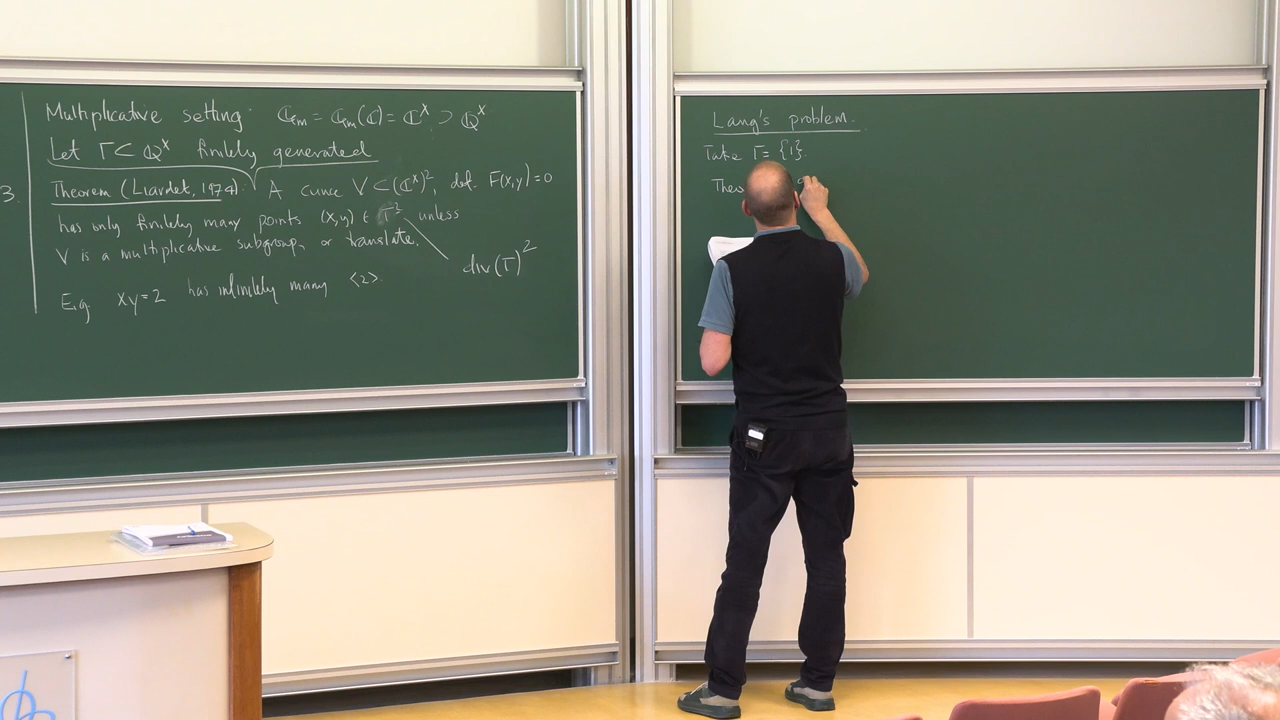 Multiplicative setting 𝔾m = 𝔾m(ℂ) = ℂ^×, ⊃ ℚ^×
Let Γ ⊂ ℚ^× finitely generated
3.
Theorem (Liardet, 1974). A curve V ⊂ (ℂ^×)², def. F(x,y) = 0
has only finitely many points (x,y) ∈ Γ² unless
V is a multiplicative subgroup, or translate.
div(Γ)²
E.g. xy=2 has infinitely many <2>.
Lang's problem.
Take Γ = {1}.
Theo